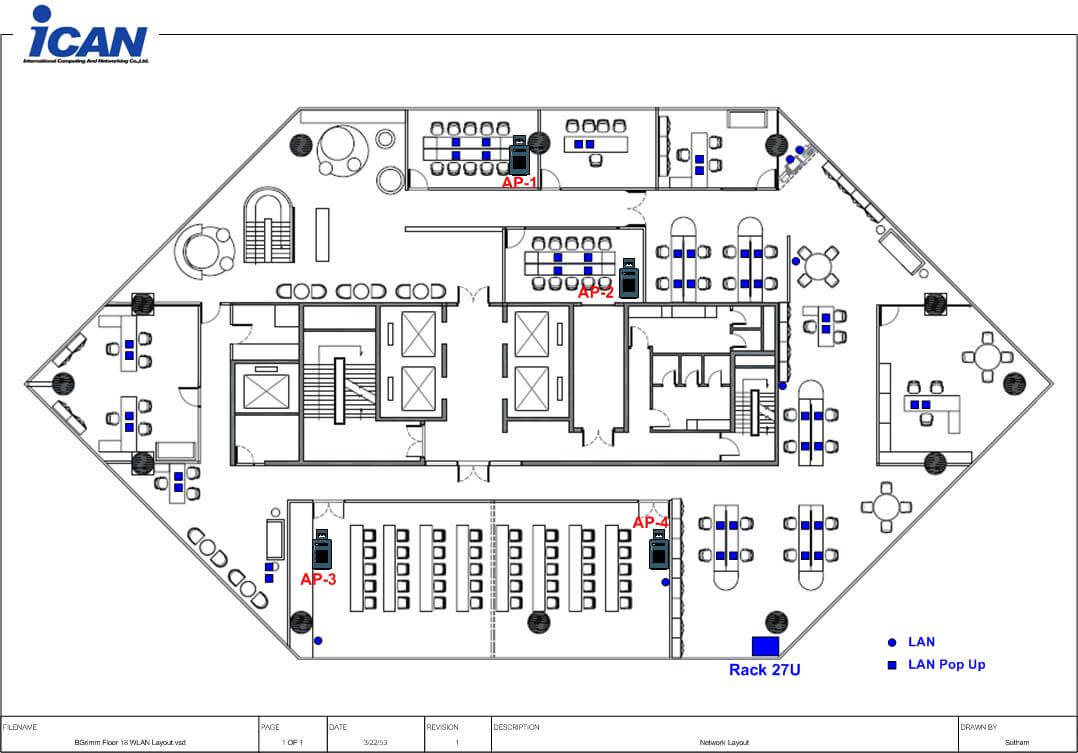 iCAN
International Computing And Networking Co.,Ltd.
AP-1
AP-2
AP-4
AP-3
LAN
LAN Pop Up
Rack 27U
FILENAME
BGrimm Floor 18 WLAN Layout.vsd
PAGE
1 OF 1
DATE
3/22/53
REVISION
1
DESCRIPTION
Network Layout
DRAWN BY
Sutham